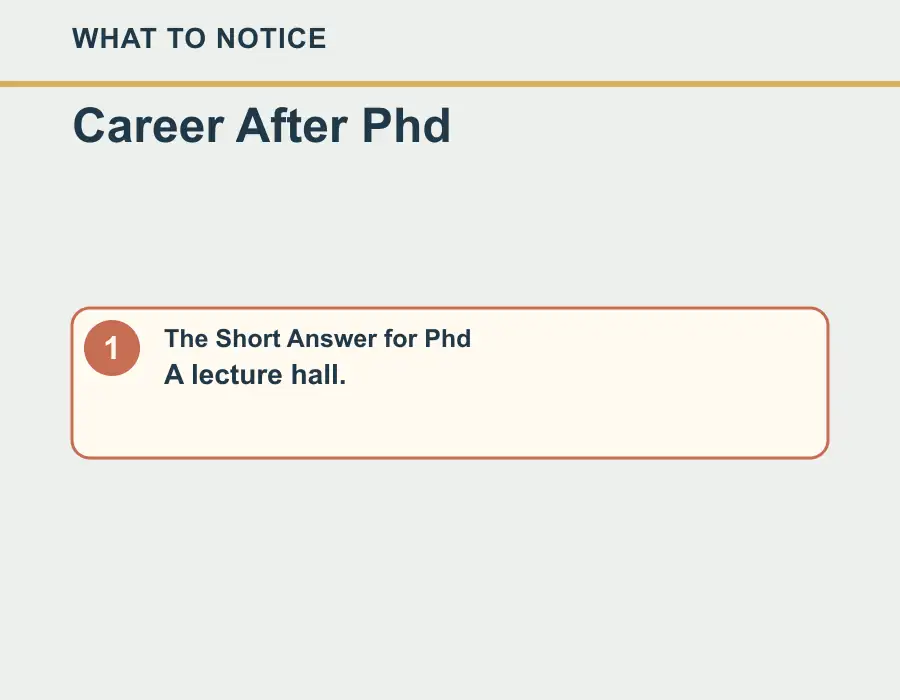 WHAT TO NOTICE
Career After Phd
1
The Short Answer for Phd
A lecture hall.